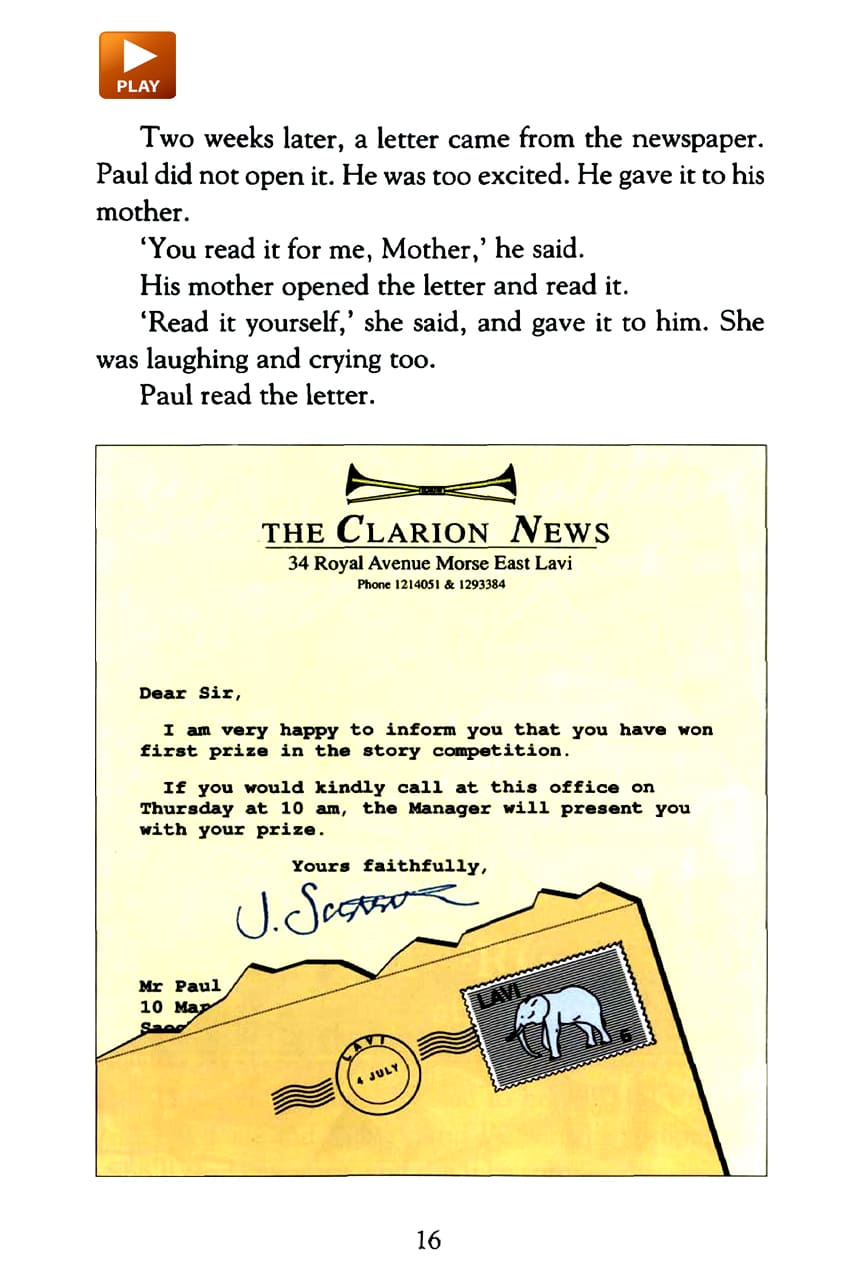 PLAY
Two weeks later, a letter came from the newspaper.
Paul did not open it. He was too excited. He gave it to his
mother.
‘You read it for me, Mother,’ he said.
His mother opened the letter and read it.
‘Read it yourself,’ she said, and gave it to him. She
was laughing and crying too.
Paul read the letter.
THE CLARION NEWS
34 Royal Avenue Morse East Lavi
Phone 1214051 & 1293384
Dear Sir,
I am very happy to inform you that you have won
first prize in the story competition.
If you would kindly call at this office on
Thursday at 10 am, the Manager will present you
with your prize.
Yours faithfully,
Mr Paul
10
LAVI
6
LAVI
4 JULY
16